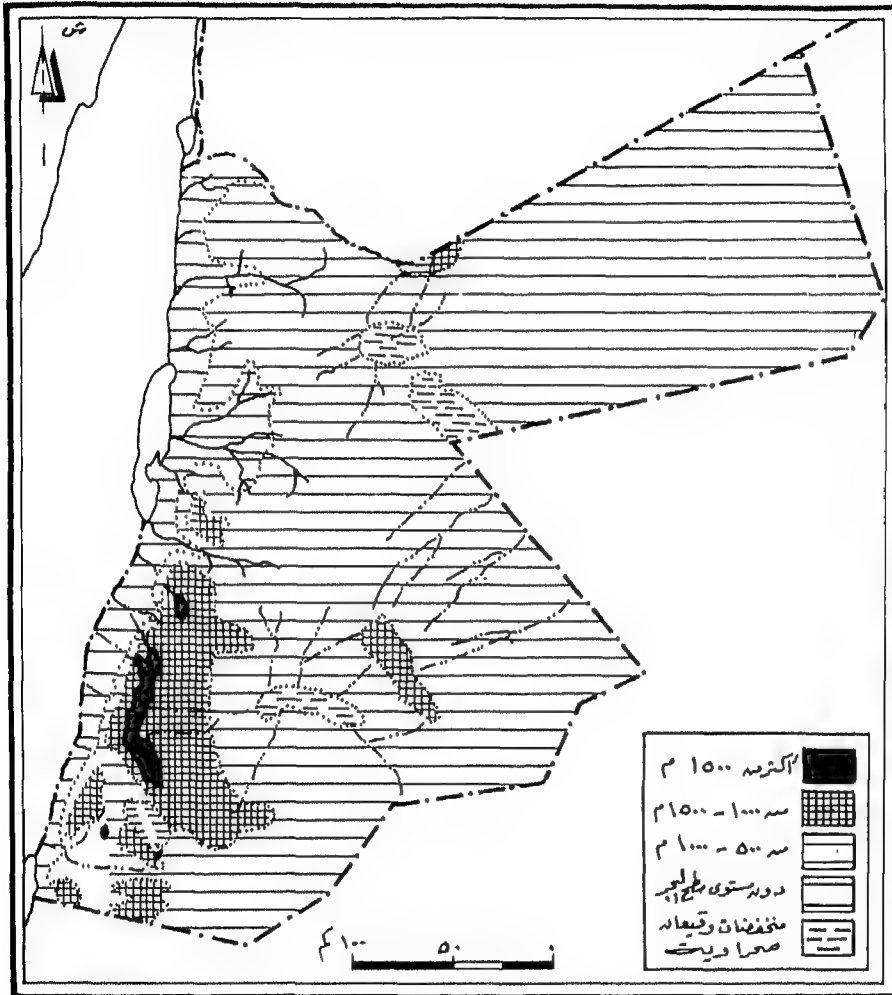 ش
أكثر من ١٥٠٠ م
من ١٠٠٠ - ١٥٠٠ م
من ٥٠٠ - ١٠٠٠ م
دون مستوى سطح البحر
منخفضات وقيعان
صحراوية
١٠٠ كم ٥٠ ٠